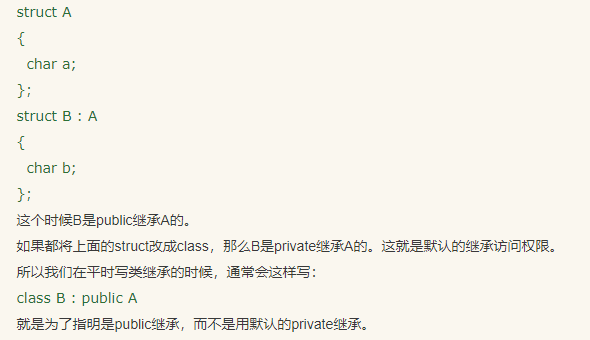 struct A
{
char a;
};
struct B : A
{
char b;
};
这个时候B是public继承A的。
如果都将上面的struct改成class，那么B是private继承A的。这就是默认的继承访问权限。
所以我们在平时写类继承的时候，通常会这样写：
class B : public A
就是为了指明是public继承，而不是用默认的private继承。